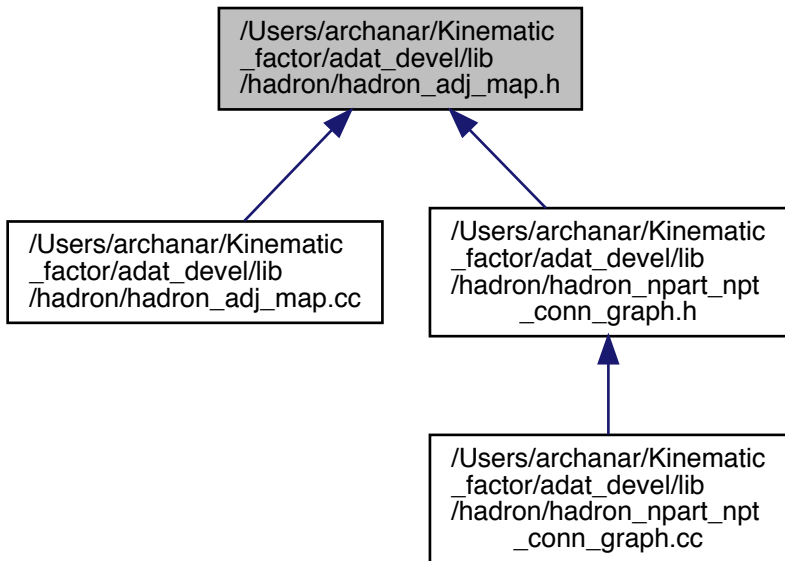 /Users/archanar/Kinematic
_factor/adat_devel/lib
/hadron/hadron_adj_map.h
/Users/archanar/Kinematic
_factor/adat_devel/lib
/hadron/hadron_adj_map.cc
/Users/archanar/Kinematic
_factor/adat_devel/lib
/hadron/hadron_npart_npt
_conn_graph.h
/Users/archanar/Kinematic
_factor/adat_devel/lib
/hadron/hadron_npart_npt
_conn_graph.cc